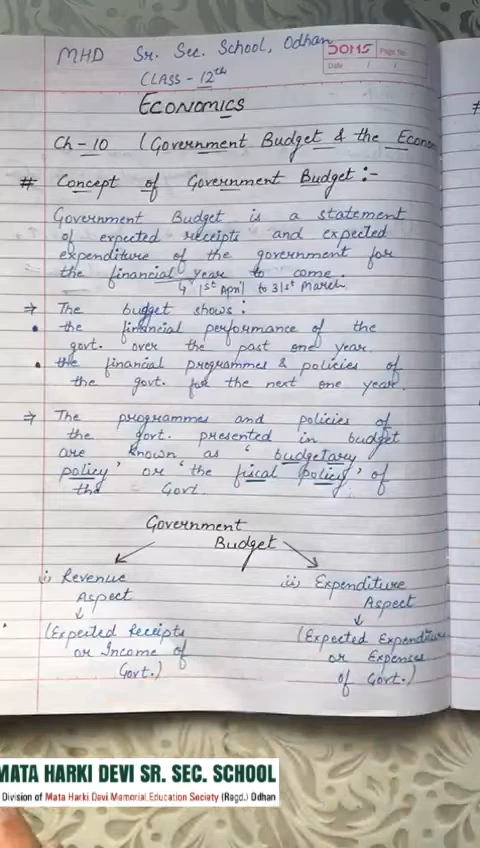 MHD Sr. Sec. School, Odhan
DOMS Page No.
Date / /
CLASS - 12th
ECONOMICS
Ch-10 (Government Budget & the Econo
# Concept of Government Budget :-
Government Budget is a statement
of expected receipts and expected
expenditure of the government for
the financial year to come.
↳ 1st April to 31st March
⇒ The budget shows:
• the financial performance of the
govt. over the past one year.
• the financial programmes & policies of
the govt. for the next one year.
⇒ The programmes and policies of
the govt. presented in budget
are known as 'budgetary
policy' or 'the fiscal policy' of
the Govt.
Government
Budget
i) Revenue
Aspect
↓
(Expected Receipts
or Income of
Govt.)
ii) Expenditure
Aspect
↓
(Expected Expenditure
or Expenses
of Govt.)
MATA HARKI DEVI SR. SEC. SCHOOL
Division of Mata Harki Devi Memorial Education Society (Regd.) Odhan